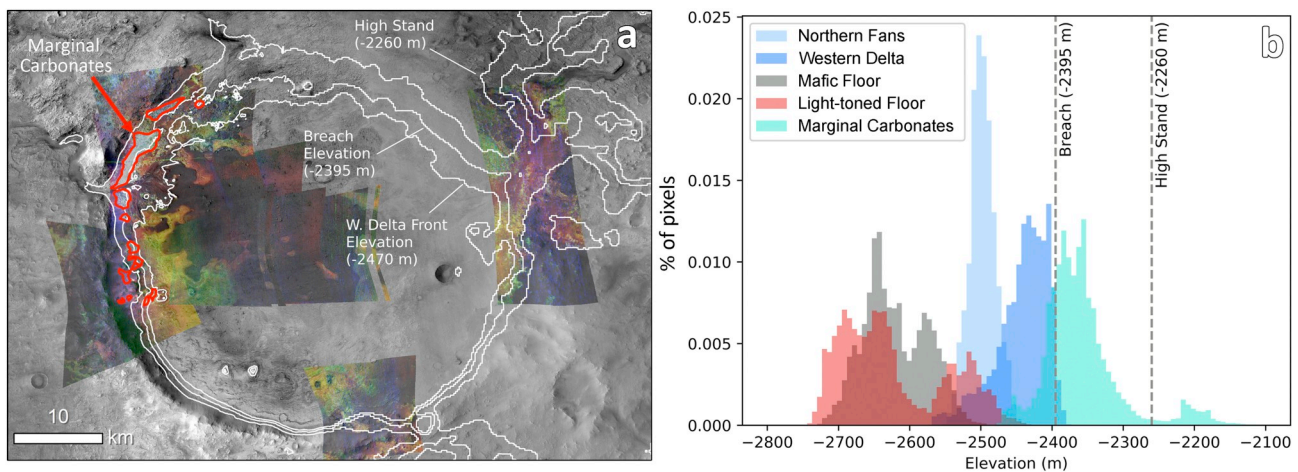 a
Marginal
Carbonates
High Stand
(-2260 m)
Breach
Elevation
(-2395 m)
W. Delta Front
Elevation
(-2470 m)
10
km
b
0.025
0.020
0.015
0.010
0.005
0.000
% of pixels
Northern Fans
Western Delta
Mafic Floor
Light-toned Floor
Marginal Carbonates
Breach (-2395 m)
High Stand (-2260 m)
−2800 −2700 −2600 −2500 −2400 −2300 −2200 −2100
Elevation (m)